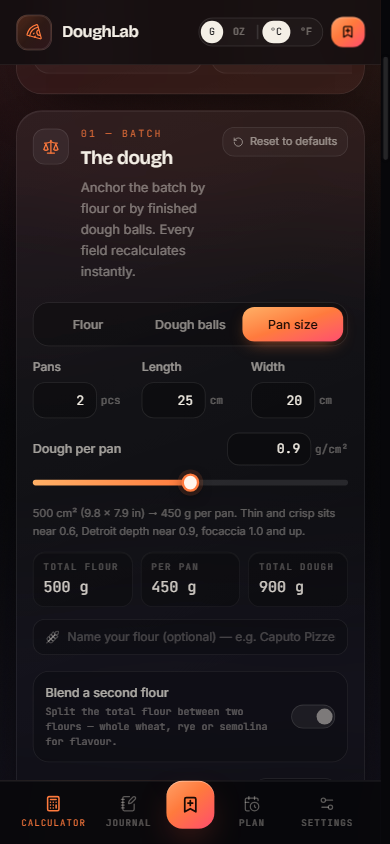 DoughLab
G OZ °C °F
01 — BATCH
The dough
Reset to defaults
Anchor the batch by
flour or by finished
dough balls. Every
field recalculates
instantly.
Flour Dough balls Pan size
Pans Length Width
2 pcs 25 cm 20 cm
Dough per pan 0.9 g/cm²
500 cm² (9.8 × 7.9 in) → 450 g per pan. Thin and crisp sits
near 0.6, Detroit depth near 0.9, focaccia 1.0 and up.
TOTAL FLOUR PER PAN TOTAL DOUGH
500 g 450 g 900 g
Name your flour (optional) — e.g. Caputo Pizze
Blend a second flour
Split the total flour between two
flours — whole wheat, rye or semolina
for flavour.
CALCULATOR JOURNAL PLAN SETTINGS